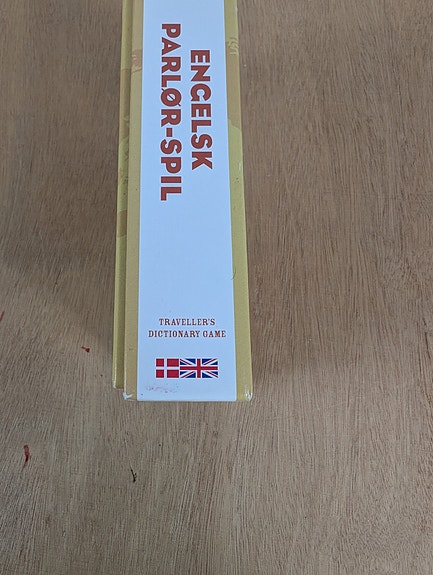 ENGELSK
PARLØR-SPIL
TRAVELLER'S
DICTIONARY GAME